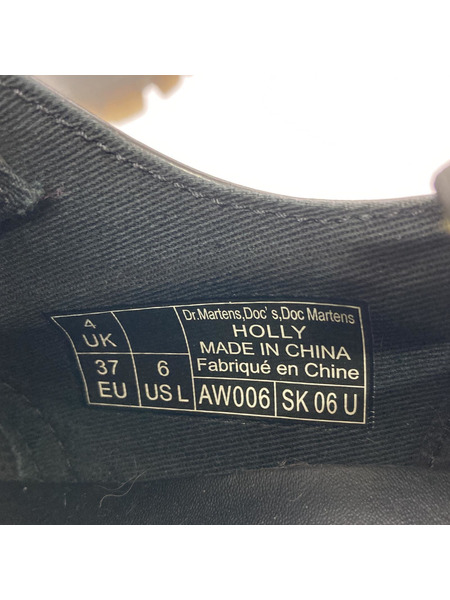 4
UK
37
EU
6
US L
Dr.Martens,Doc's,Doc Martens
HOLLY
MADE IN CHINA
Fabriqué en Chine
AW006
SK 06 U